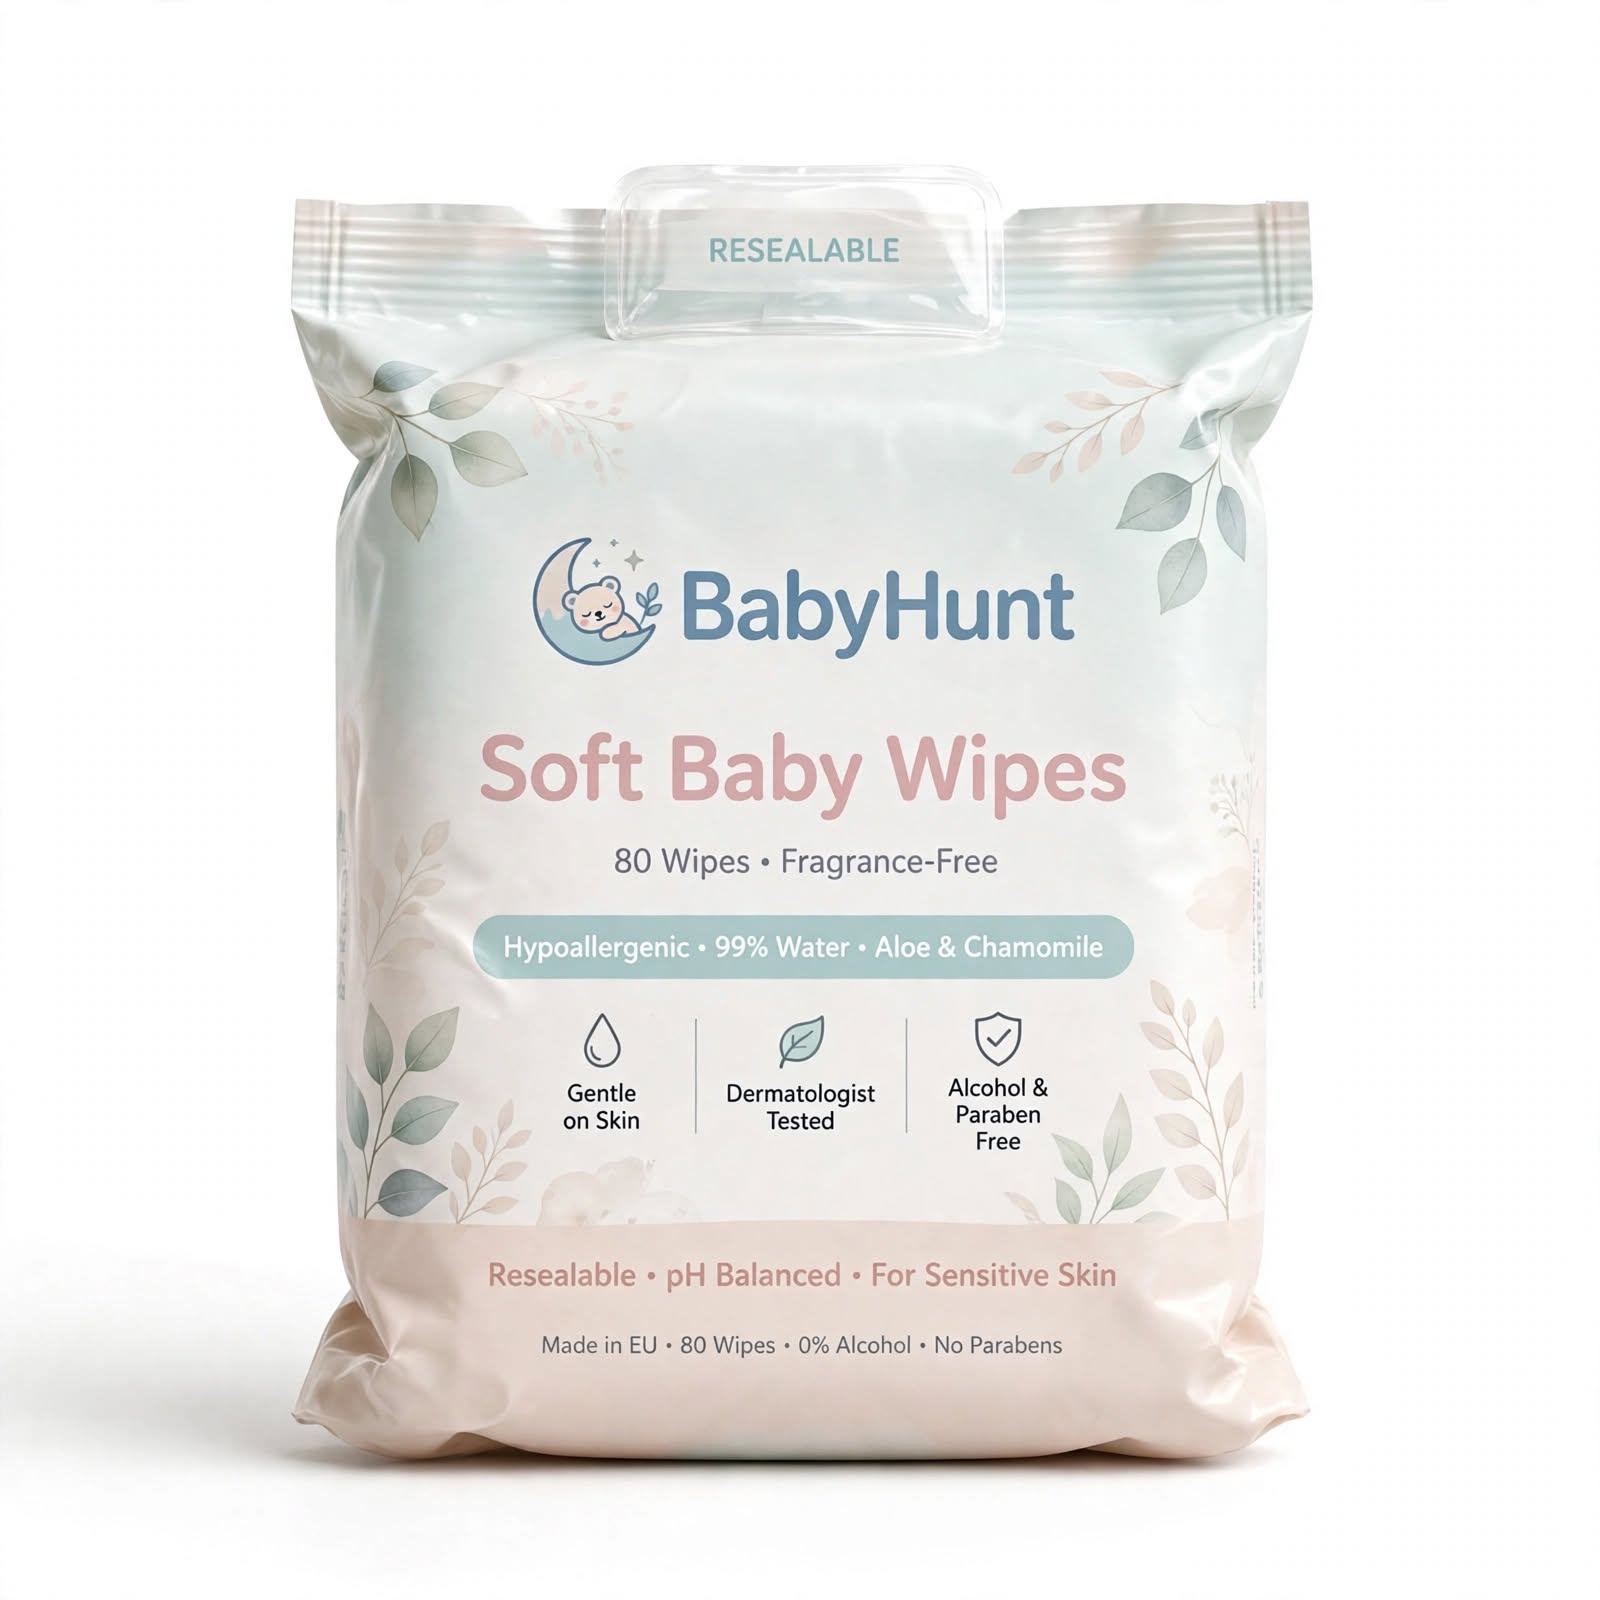 RESEALABLE
BabyHunt
Soft Baby Wipes
80 Wipes • Fragrance-Free
Hypoallergenic • 99% Water • Aloe & Chamomile
Gentle
on Skin
Dermatologist
Tested
Alcohol &
Paraben
Free
Resealable • pH Balanced • For Sensitive Skin
Made in EU • 80 Wipes • 0% Alcohol • No Parabens